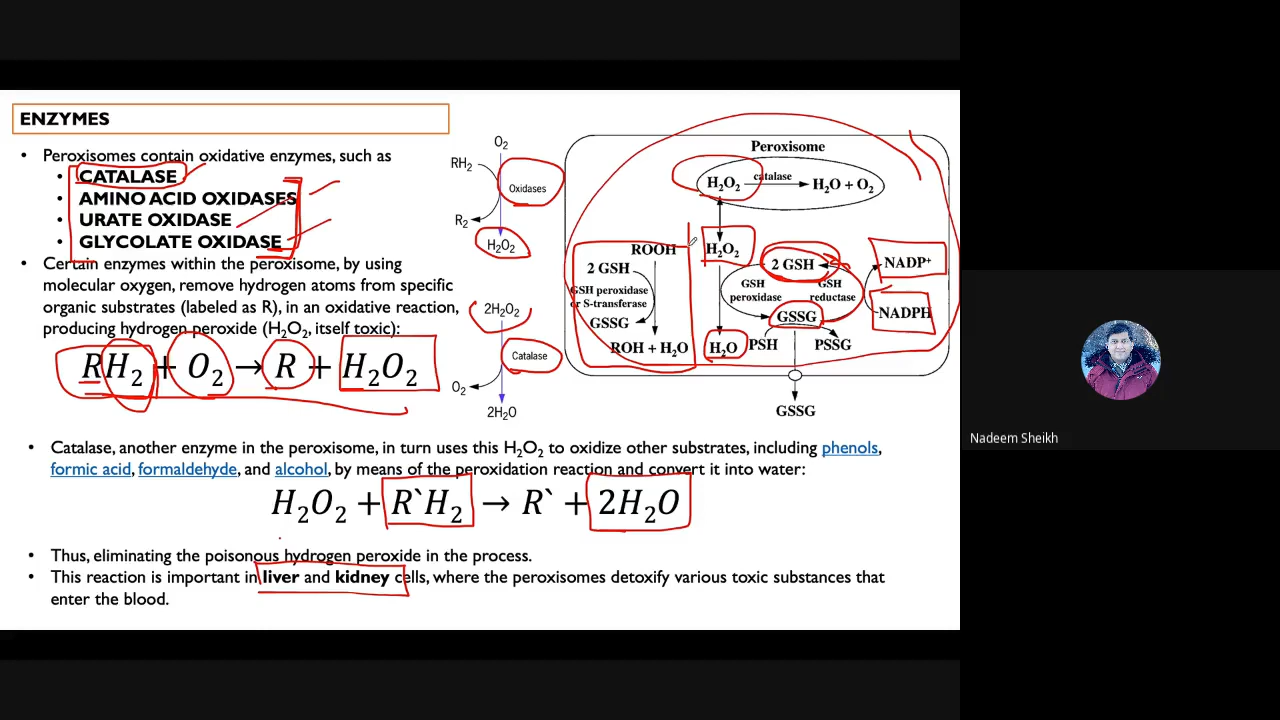 ENZYMES
• Peroxisomes contain oxidative enzymes, such as
• CATALASE
• AMINO ACID OXIDASES
• URATE OXIDASE
• GLYCOLATE OXIDASE
• Certain enzymes within the peroxisome, by using
molecular oxygen, remove hydrogen atoms from specific
organic substrates (labeled as R), in an oxidative reaction,
producing hydrogen peroxide (H₂O₂, itself toxic):
RH₂ + O₂ → R + H₂O₂
O₂
RH₂
Oxidases
R₂
H₂O₂
2H₂O₂
Catalase
O₂
2H₂O
Peroxisome
H₂O₂ catalase → H₂O + O₂
ROOH
H₂O₂
2 GSH
2 GSH
NADP⁺
GSH peroxidase
or S-transferase
GSH
peroxidase
GSH
reductase
GSSG
GSSG
NADPH
ROH + H₂O
H₂O
PSH
PSSG
GSSG
• Catalase, another enzyme in the peroxisome, in turn uses this H₂O₂ to oxidize other substrates, including phenols,
formic acid, formaldehyde, and alcohol, by means of the peroxidation reaction and convert it into water:
H₂O₂ + R`H₂ → R` + 2H₂O
• Thus, eliminating the poisonous hydrogen peroxide in the process.
• This reaction is important in liver and kidney cells, where the peroxisomes detoxify various toxic substances that
enter the blood.
Nadeem Sheikh